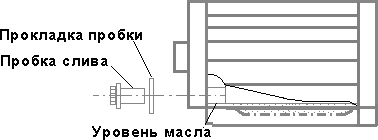 Прокладка пробки
Пробка слива
Уровень масла